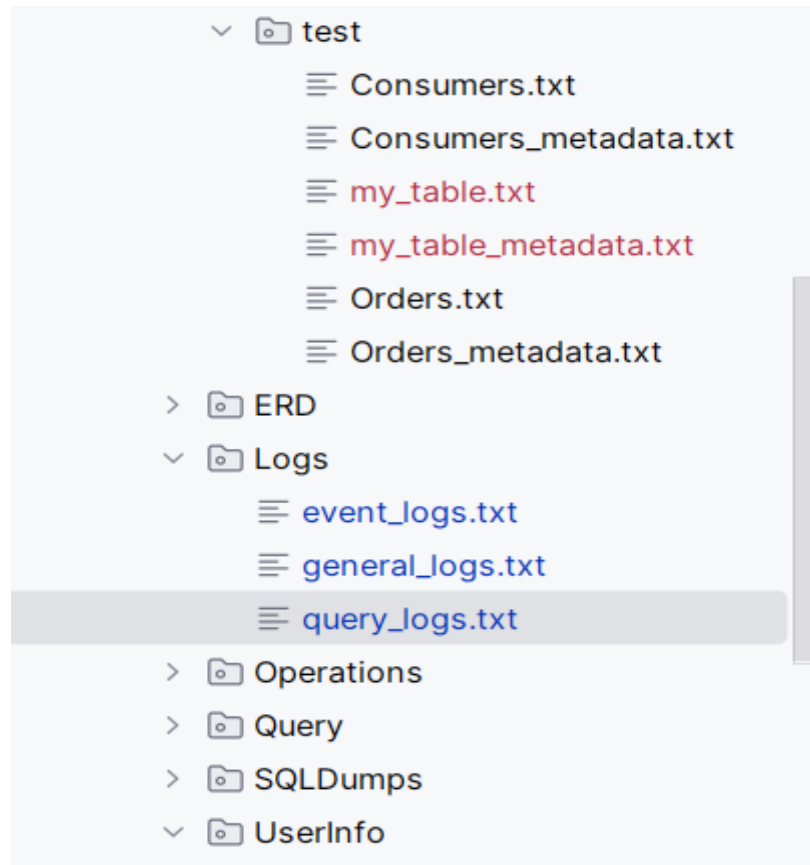 test
Consumers.txt
Consumers_metadata.txt
my_table.txt
my_table_metadata.txt
Orders.txt
Orders_metadata.txt
ERD
Logs
event_logs.txt
general_logs.txt
query_logs.txt
Operations
Query
SQLDumps
UserInfo